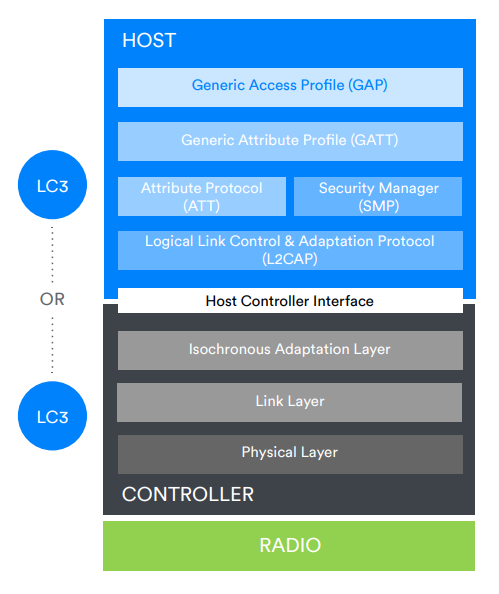 HOST
Generic Access Profile (GAP)
Generic Attribute Profile (GATT)
LC3
Attribute Protocol
(ATT)
Security Manager
(SMP)
Logical Link Control & Adaptation Protocol
(L2CAP)
OR
Host Controller Interface
Isochronous Adaptation Layer
LC3
Link Layer
Physical Layer
CONTROLLER
RADIO